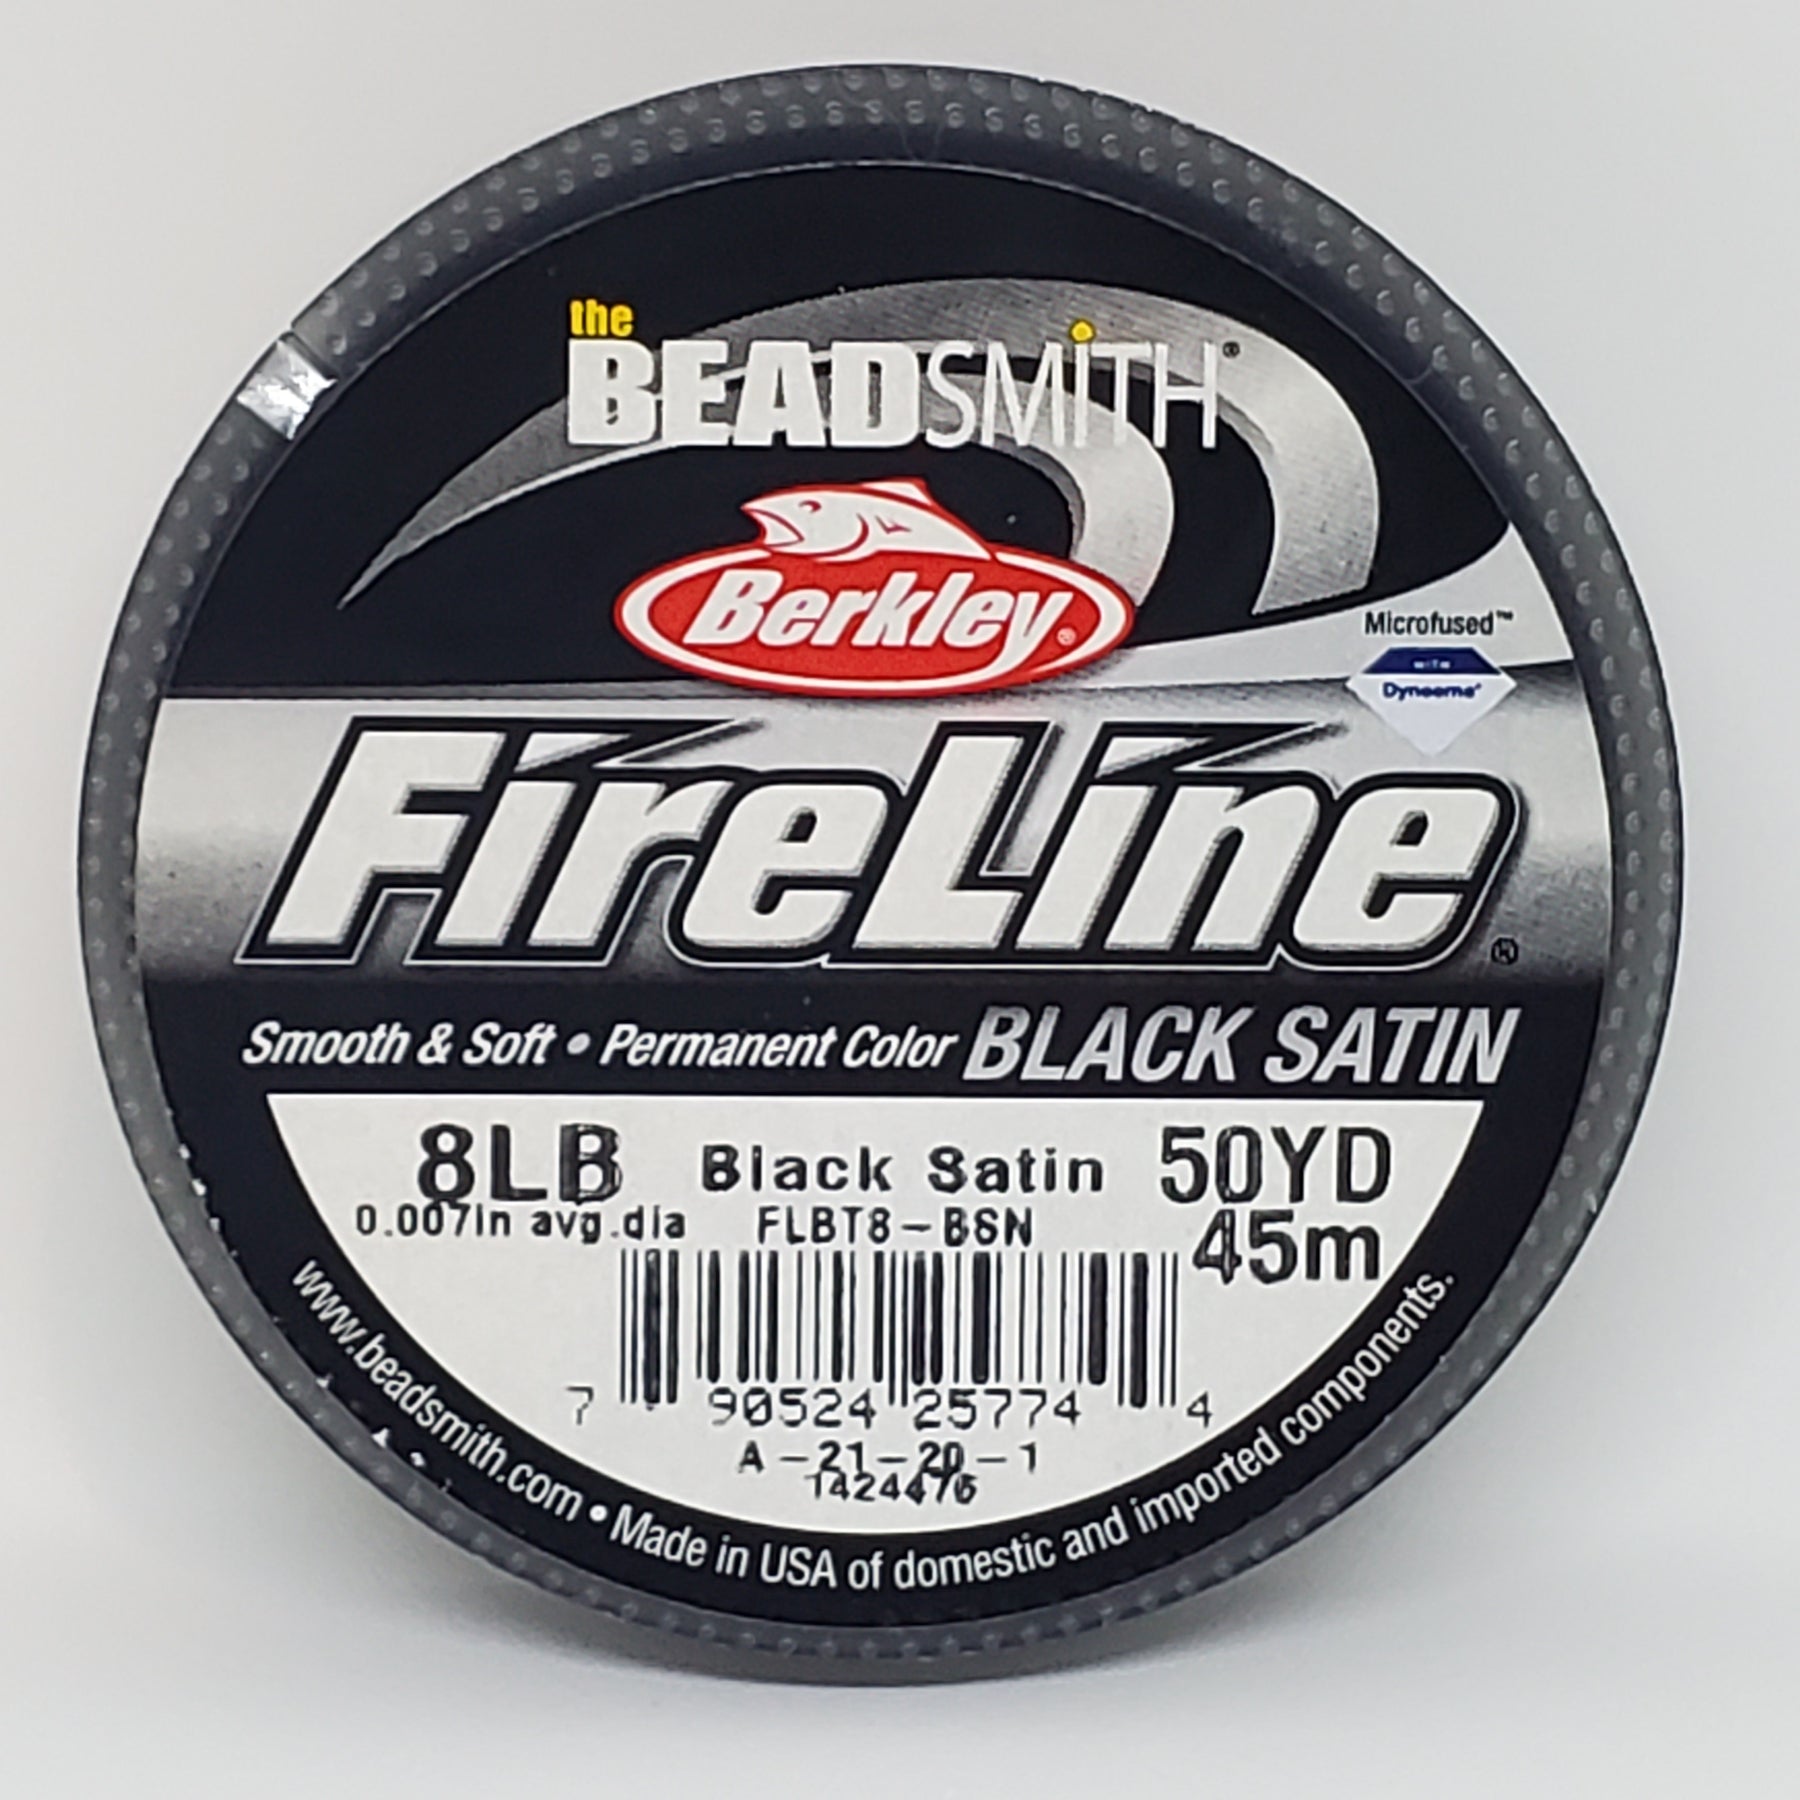 the
BEADSMiTH®
Berkley®
Microfused™
WITH
Dyneema®
FireLine®
Smooth & Soft • Permanent Color BLACK SATIN
8LB Black Satin 50YD
0.007in avg.dia FLBT8-BSN 45m
7 90524 25774 4
A-21-20-1
1424476
www.beadsmith.com • Made in USA of domestic and imported components.